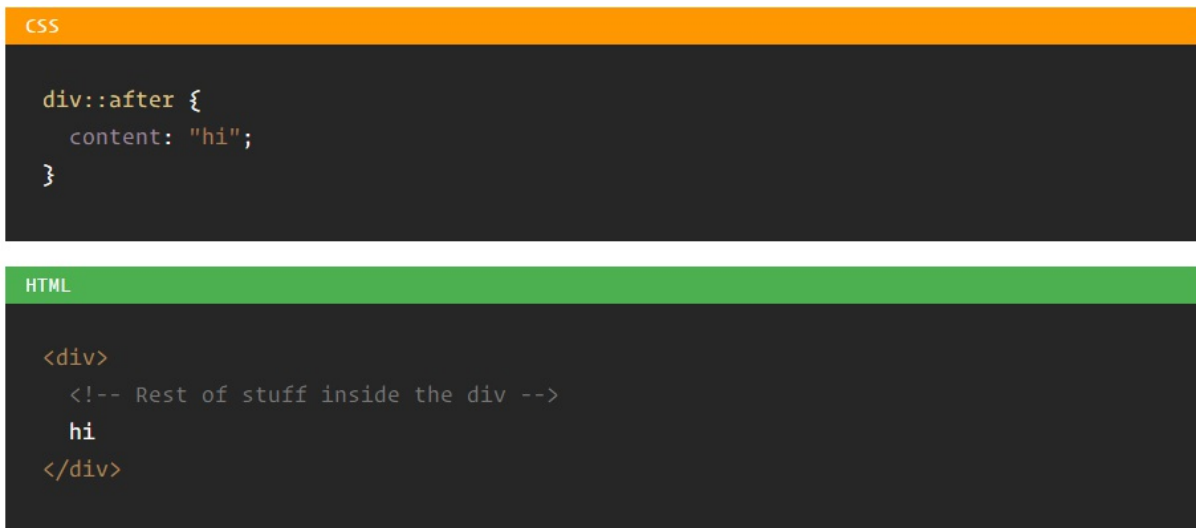 CSS
div::after {
content: "hi";
}
HTML
<div>
<!-- Rest of stuff inside the div -->
hi
</div>